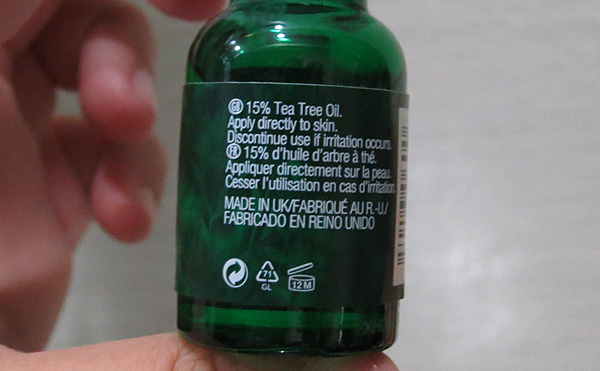 GB 15% Tea Tree Oil.
Apply directly to skin.
Discontinue use if irritation occurs.
FR 15% d'huile d'arbre à thé.
Appliquer directement sur la peau.
Cesser l'utilisation en cas d'irritation.
MADE IN UK/FABRIQUÉ AU R.-U./
FABRICADO EN REINO UNIDO
71
GL
12M